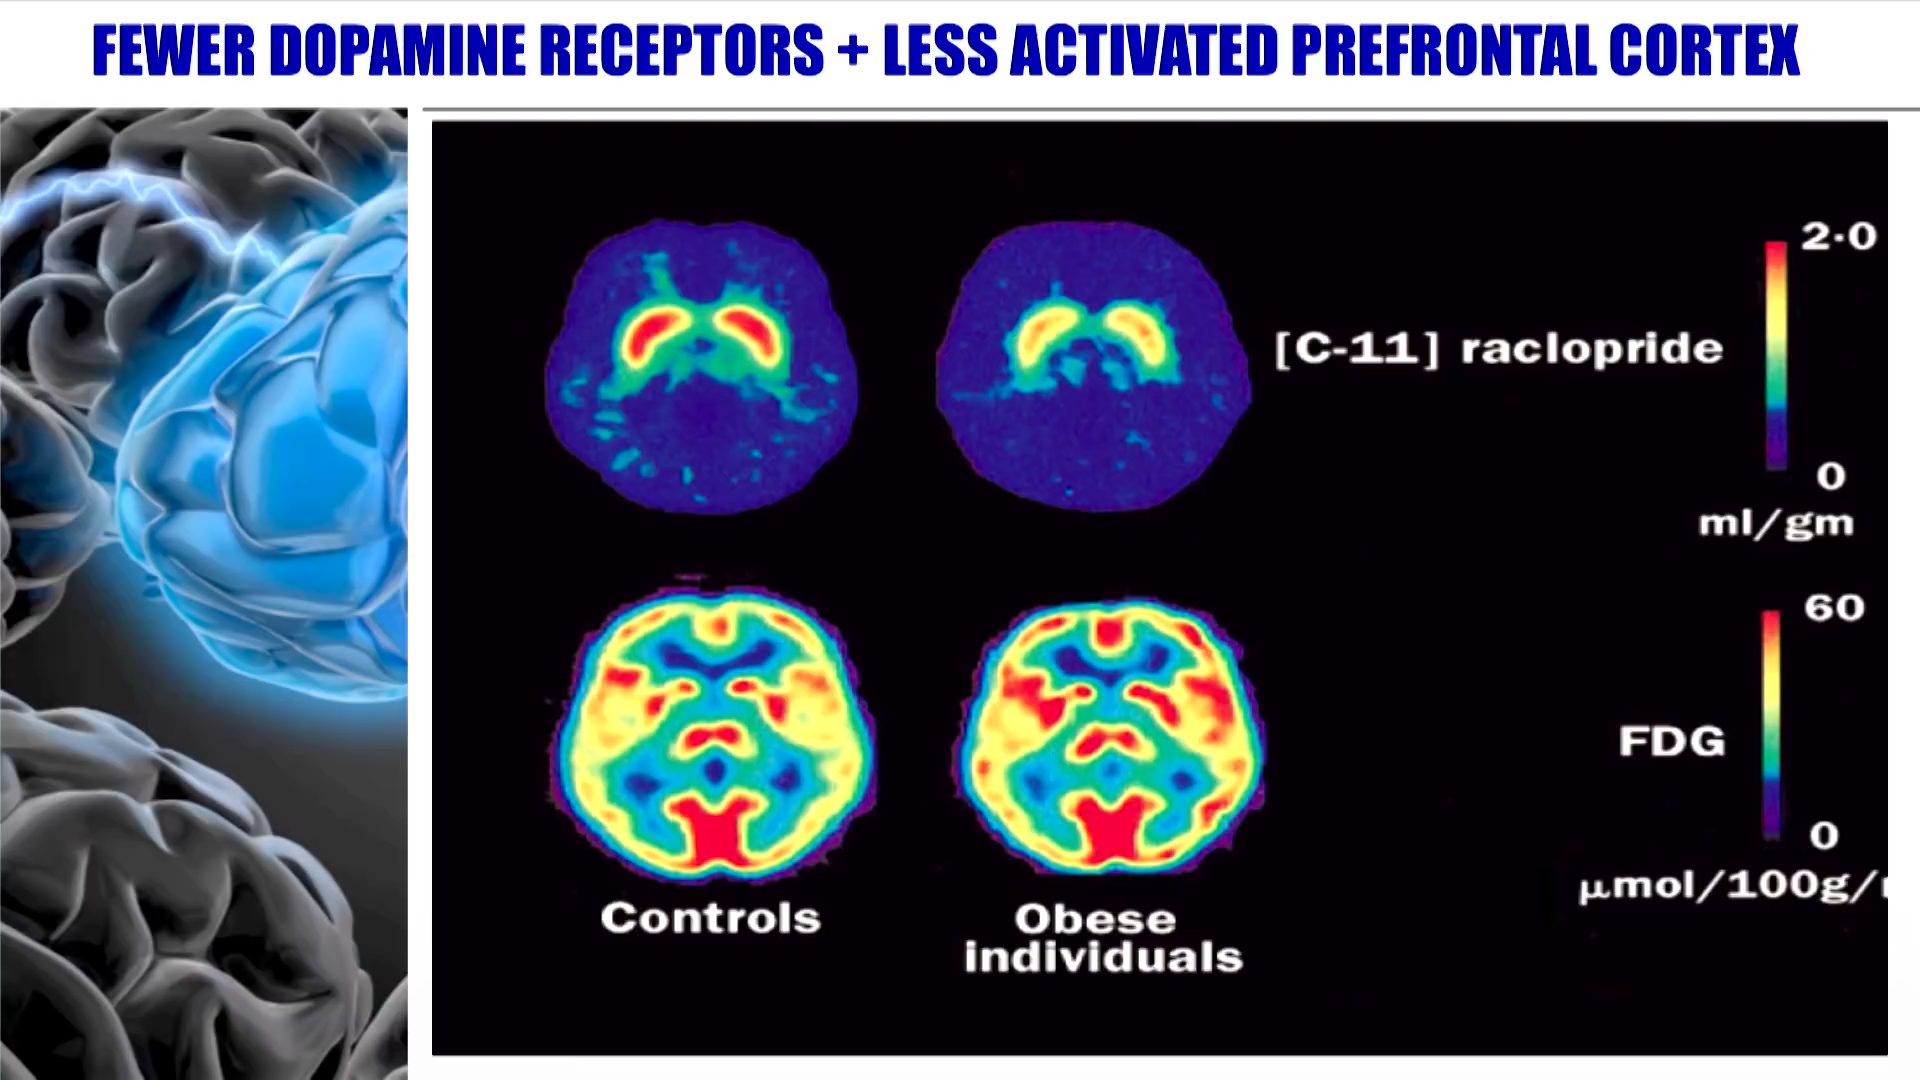 FEWER DOPAMINE RECEPTORS + LESS ACTIVATED PREFRONTAL CORTEX
2·0
[C-11] raclopride
0
ml/gm
60
FDG
0
μmol/100g/
Controls
Obese
individuals